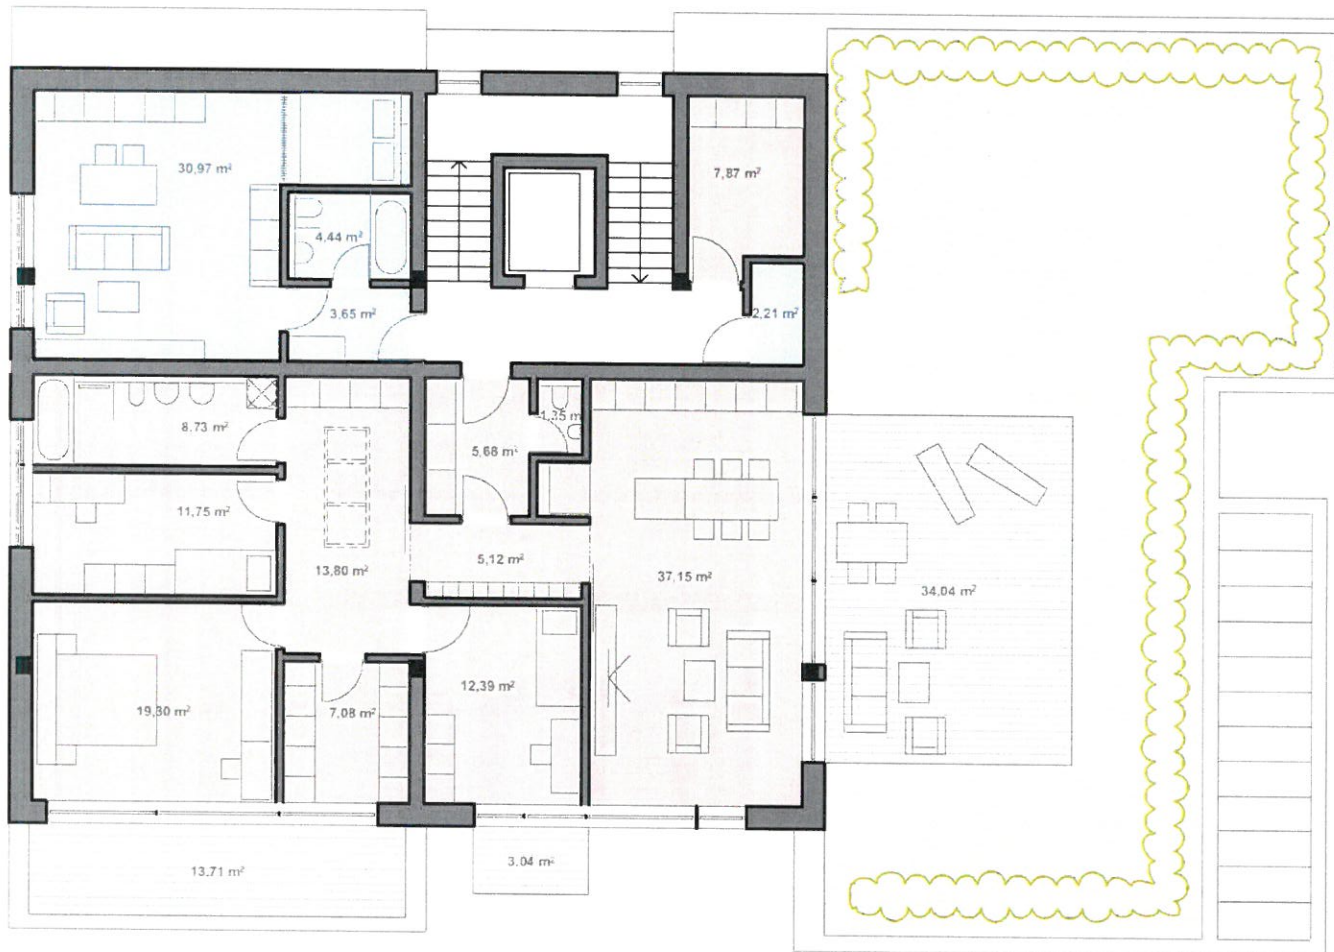 30,97 m²
7,87 m²
4,44 m²
3,65 m²
2,21 m²
1,35 m
8,73 m²
5,68 m²
11,75 m²
5,12 m²
13,80 m²
37,15 m²
34,04 m²
12,39 m²
19,30 m²
7,08 m²
13,71 m²
3,04 m²